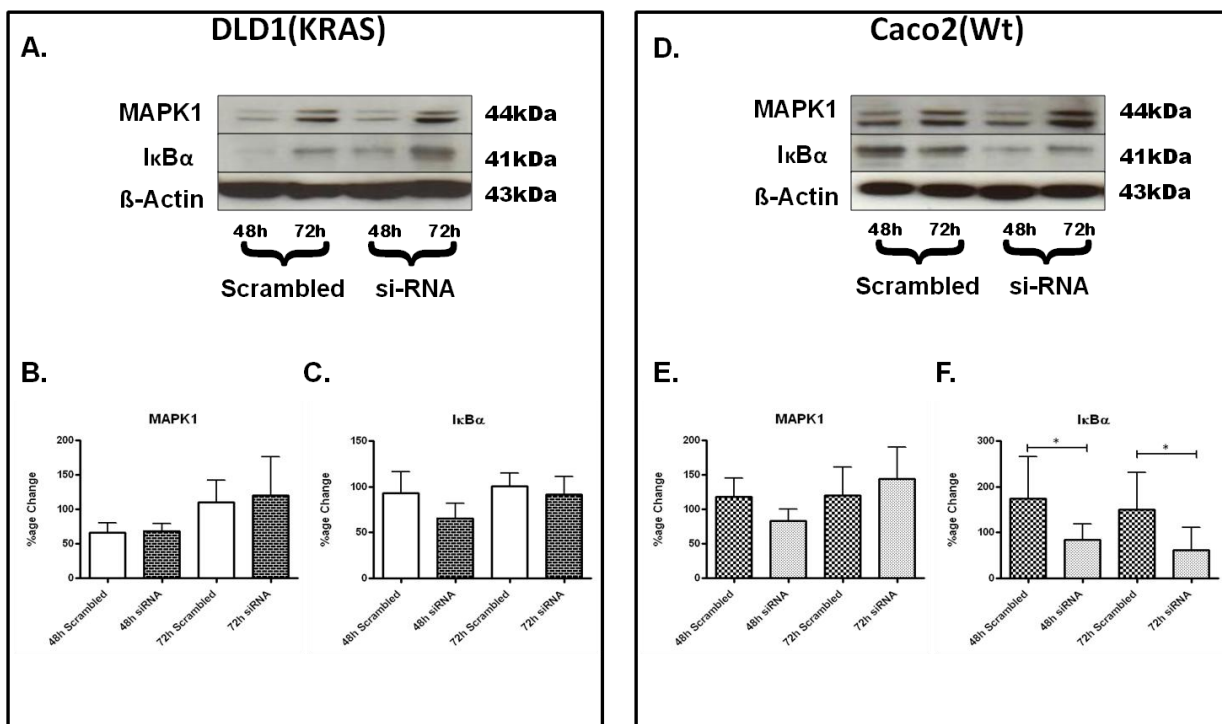 DLD1(KRAS)
A.
MAPK1
44kDa
IκBα
41kDa
ß-Actin
43kDa
48h 72h 48h 72h
Scrambled si-RNA
B.
MAPK1
%age Change
200
150
100
50
0
48h Scrambled
48h siRNA
72h Scrambled
72h siRNA
C.
IκBα
%age Change
150
100
50
0
48h Scrambled
48h siRNA
72h Scrambled
72h siRNA
Caco2(Wt)
D.
MAPK1
44kDa
IκBα
41kDa
ß-Actin
43kDa
48h 72h 48h 72h
Scrambled si-RNA
E.
MAPK1
%age Change
200
150
100
50
0
48h Scrambled
48h siRNA
72h Scrambled
72h siRNA
F.
IκBα
%age Change
300
200
100
0
* *
48h Scrambled
48h siRNA
72h Scrambled
72h siRNA